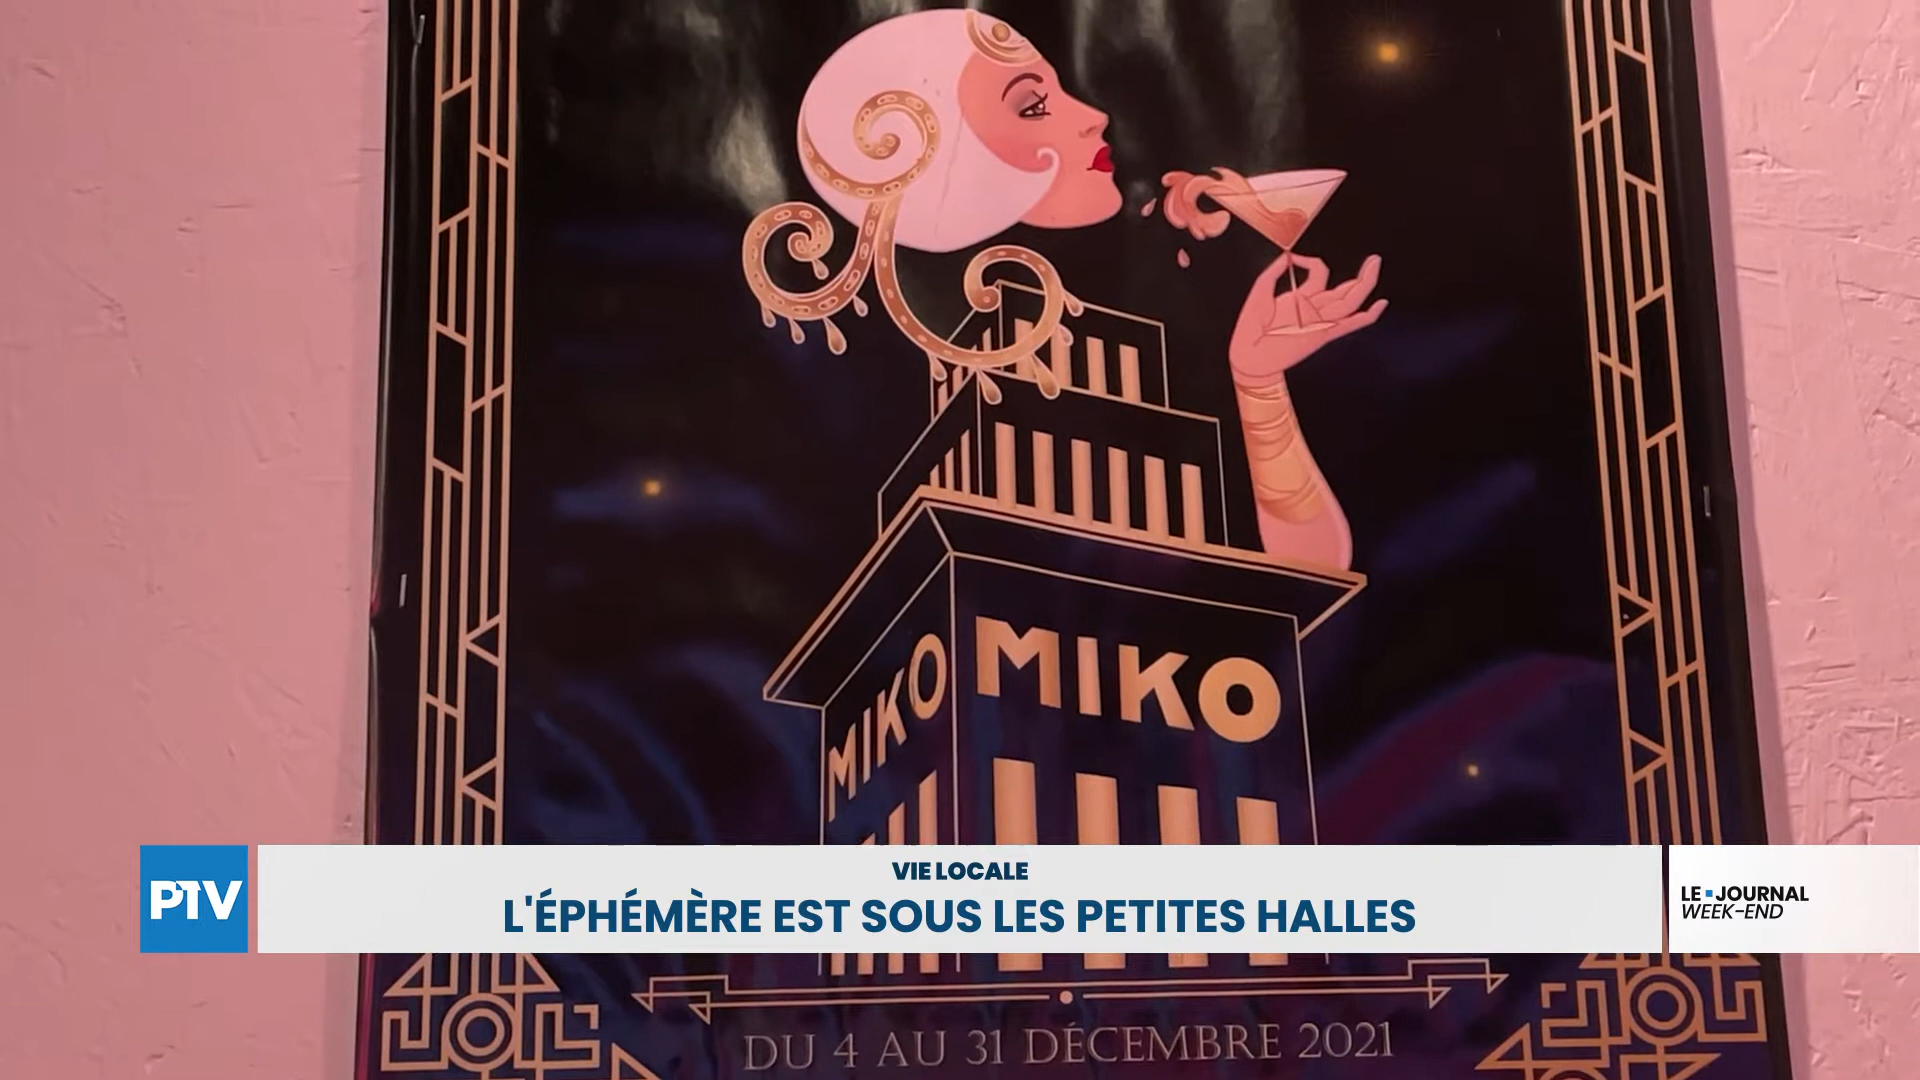 MIKO MIKO
PTV
VIE LOCALE
L'ÉPHÉMÈRE EST SOUS LES PETITES HALLES
LE JOURNAL
WEEK-END
DU 4 AU 31 DÉCEMBRE 2021